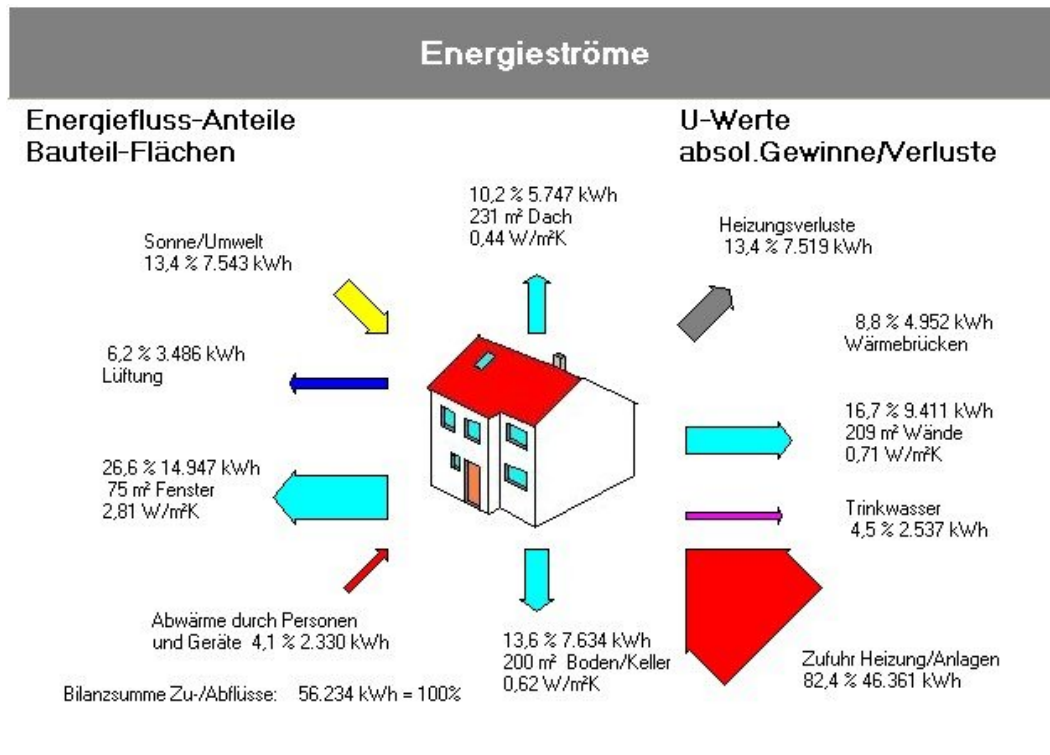 Energieströme
Energiefluss-Anteile
Bauteil-Flächen
U-Werte
absol.Gewinne/Verluste
10,2 % 5.747 kWh
231 m² Dach
0,44 W/m²K
Sonne/Umwelt
13,4 % 7.543 kWh
Heizungsverluste
13,4 % 7.519 kWh
6,2 % 3.486 kWh
Lüftung
8,8 % 4.952 kWh
Wärmebrücken
16,7 % 9.411 kWh
209 m² Wände
0,71 W/m²K
26,6 % 14.947 kWh
75 m² Fenster
2,81 W/m²K
Trinkwasser
4,5 % 2.537 kWh
Abwärme durch Personen
und Geräte 4,1 % 2.330 kWh
13,6 % 7.634 kWh
200 m² Boden/Keller
0,62 W/m²K
Zufuhr Heizung/Anlagen
82,4 % 46.361 kWh
Bilanzsumme Zu-/Abflüsse: 56.234 kWh = 100%